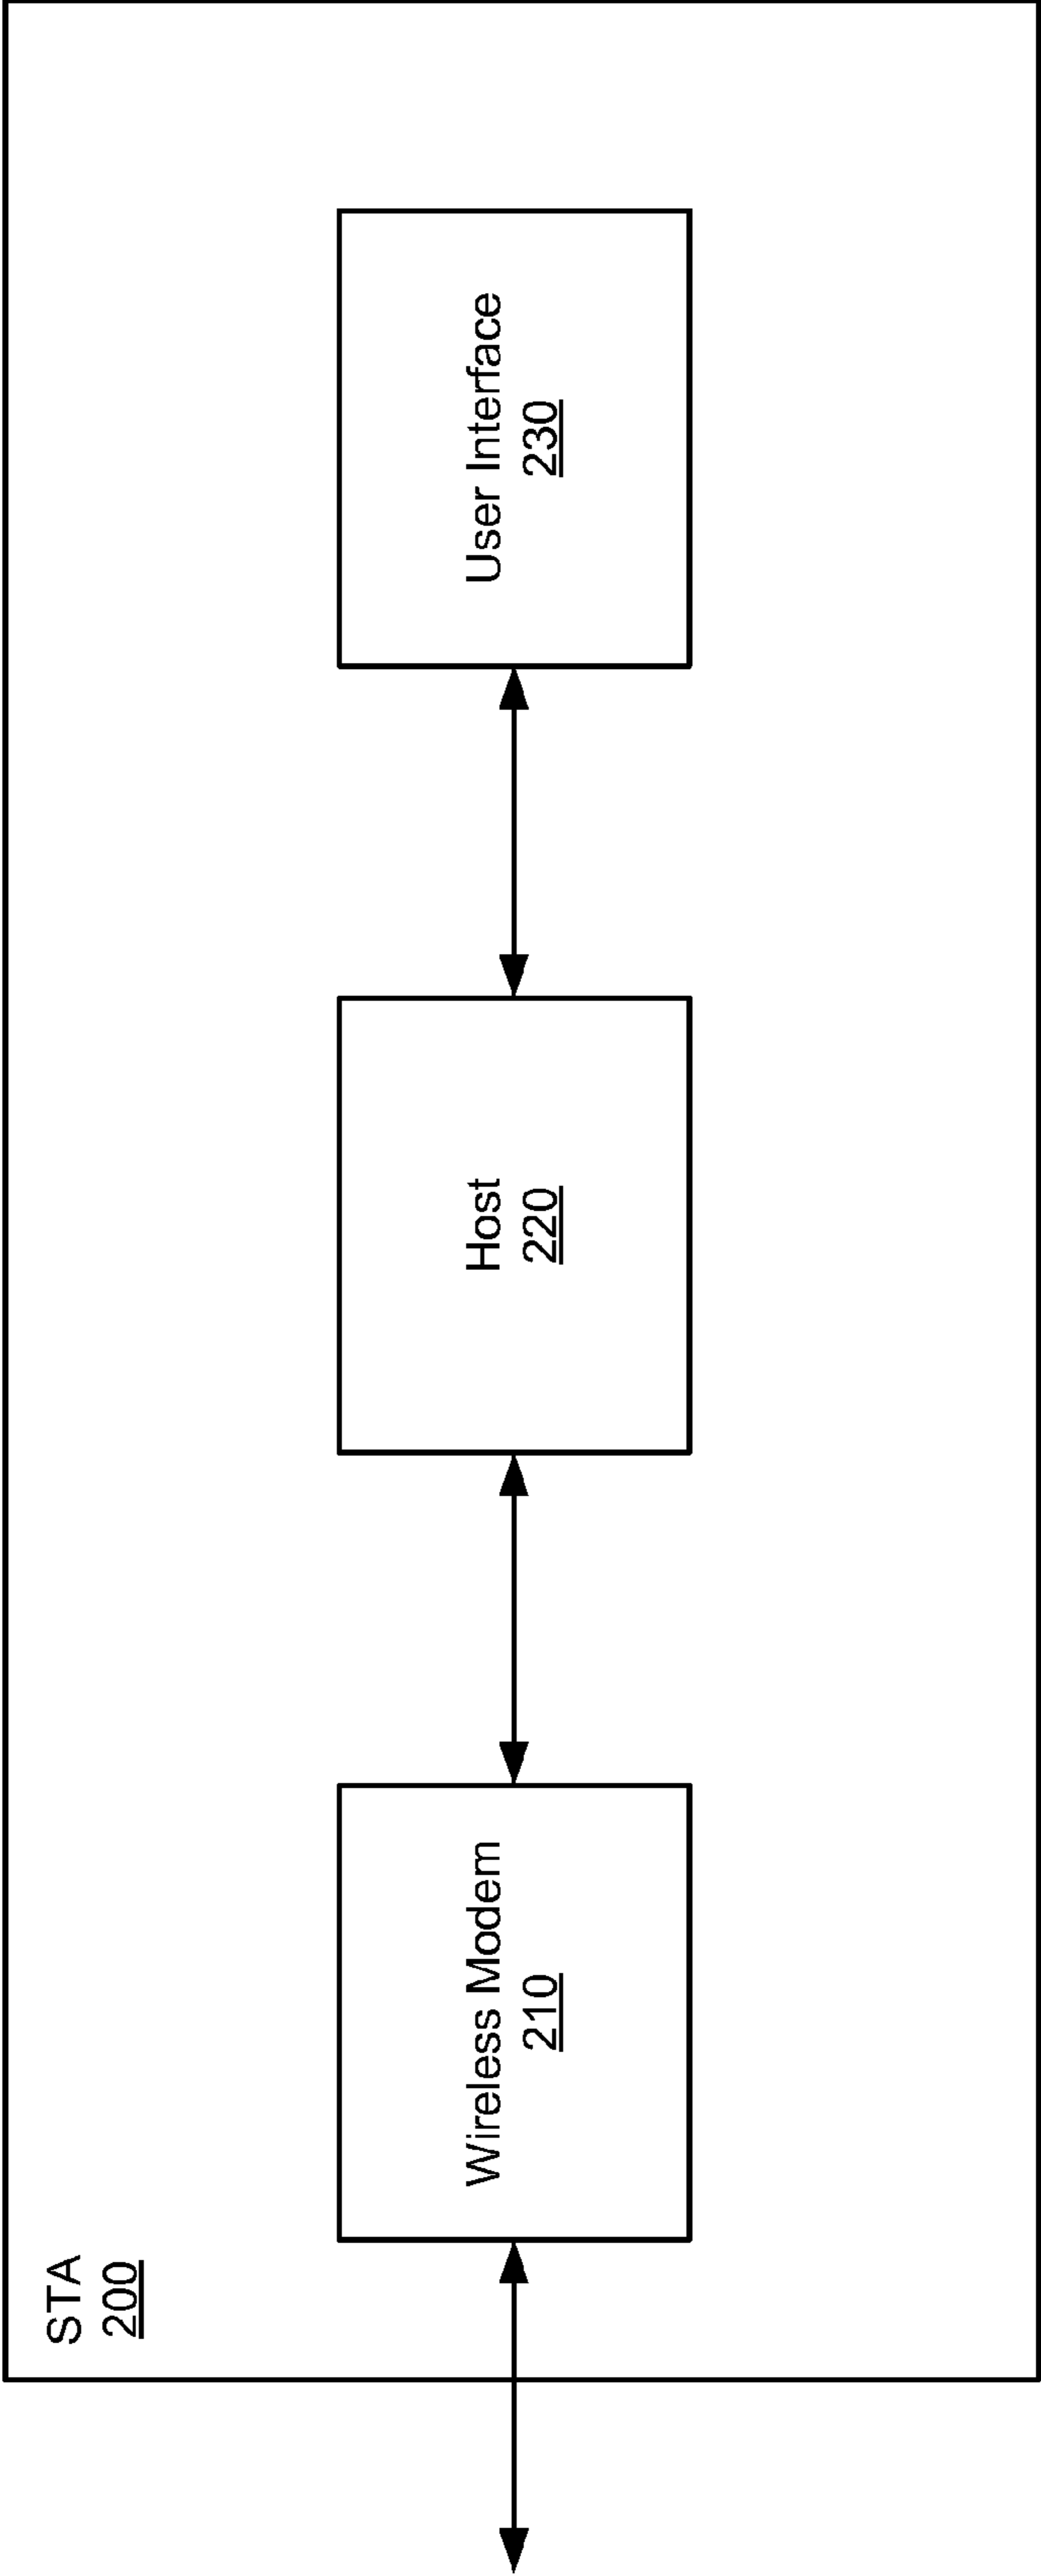 STA
200
Wireless Modem
210
Host
220
User Interface
230